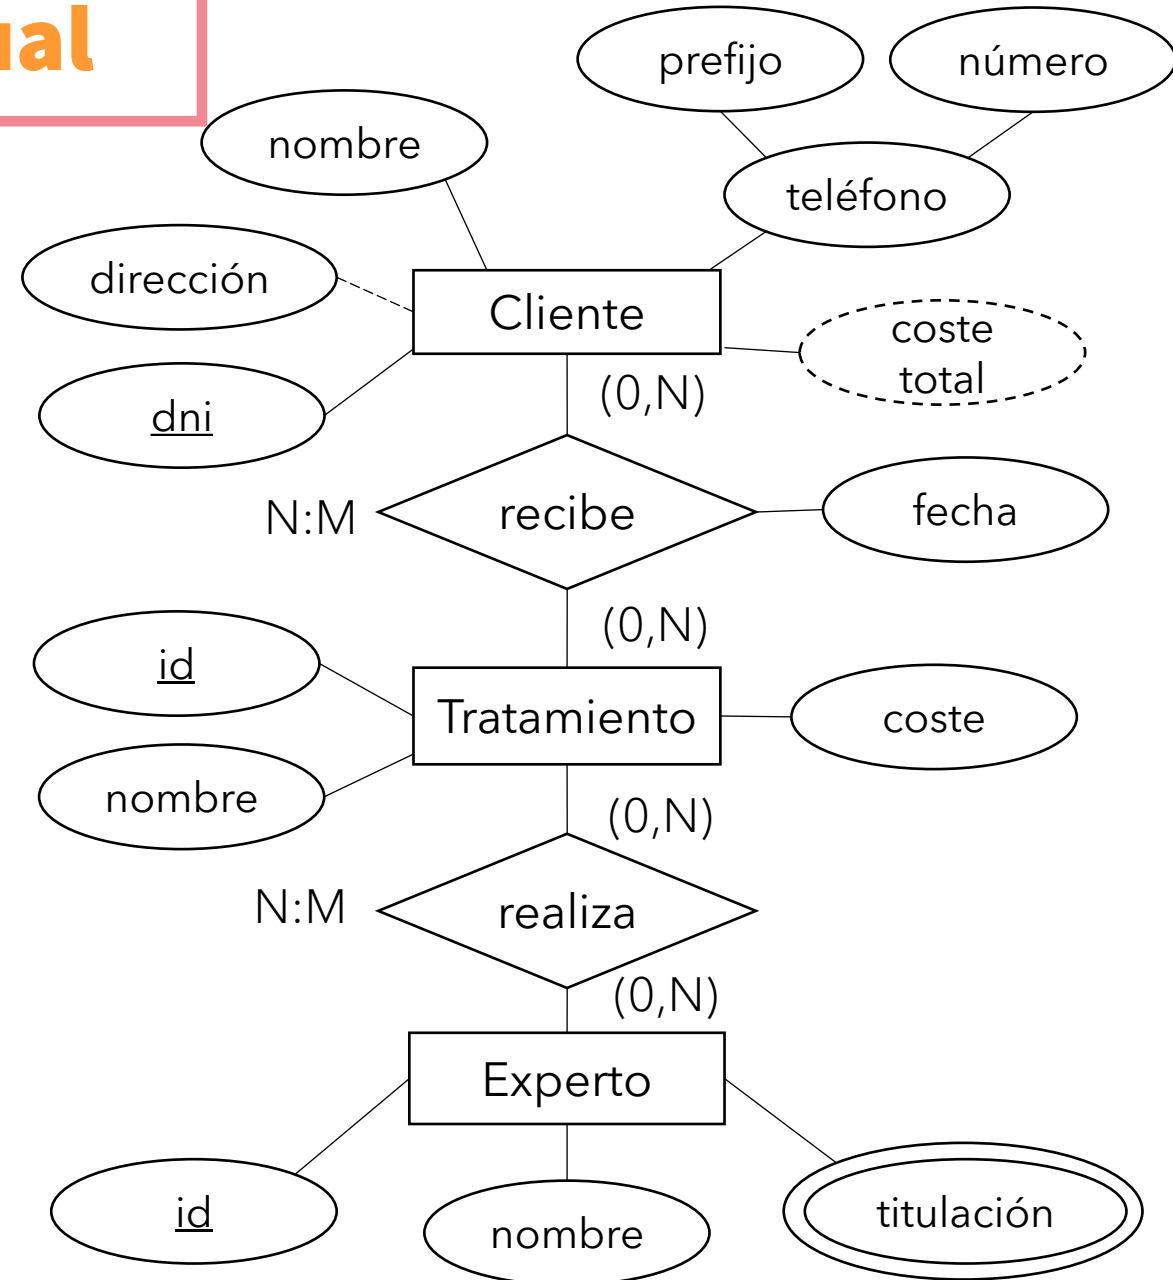 ual
prefijo
número
nombre
teléfono
dirección
Cliente
coste
total
dni
(0,N)
N:M
recibe
fecha
(0,N)
id
Tratamiento
coste
nombre
(0,N)
N:M
realiza
(0,N)
Experto
id
nombre
titulación